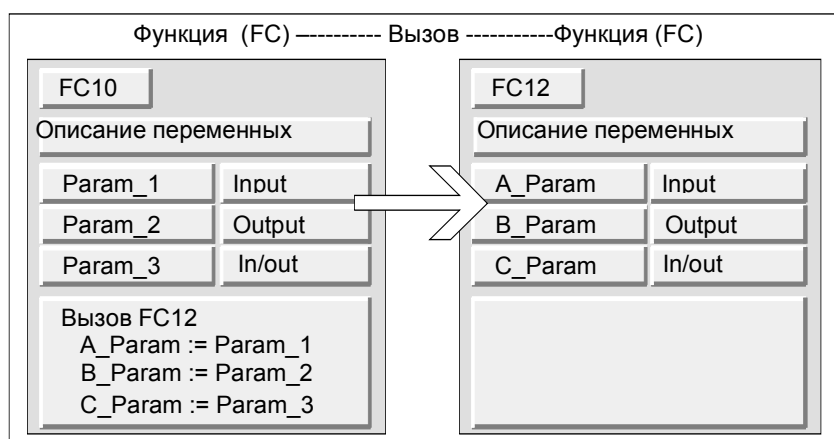 Функция (FC) ----------- Вызов -----------Функция (FC)
FC10
Описание переменных
Param_1 Input
Param_2 Output
Param_3 In/out
Вызов FC12
A_Param := Param_1
B_Param := Param_2
C_Param := Param_3
FC12
Описание переменных
A_Param Input
B_Param Output
C_Param In/out